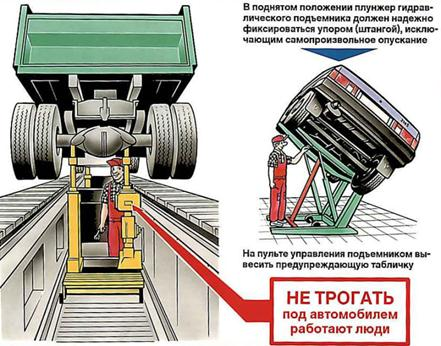 В поднятом положении плунжер гидрав-
лического подъемника должен надежно
фиксироваться упором (штангой), исклю-
чающим самопроизвольное опускание
На пульте управления подъемником вы-
весить предупреждающую табличку
НЕ ТРОГАТЬ
под автомобилем
работают люди